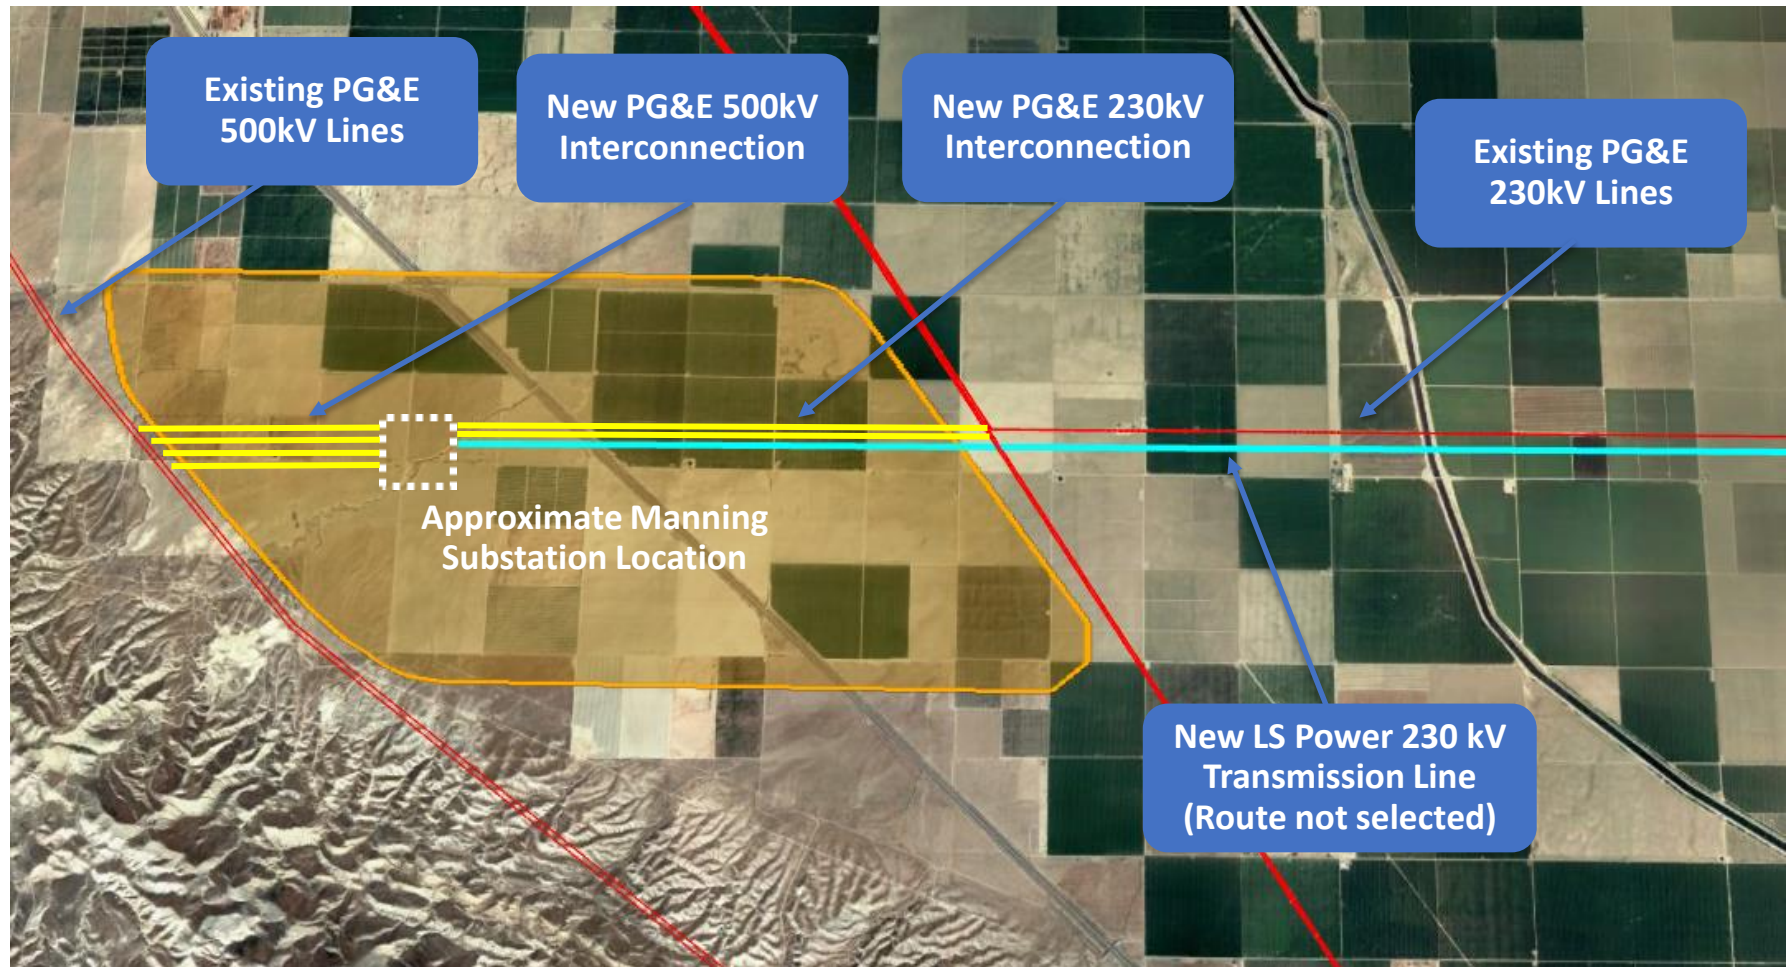 Existing PG&E
500kV Lines
New PG&E 500kV
Interconnection
New PG&E 230kV
Interconnection
Existing PG&E
230kV Lines
Approximate Manning
Substation Location
New LS Power 230 kV
Transmission Line
(Route not selected)